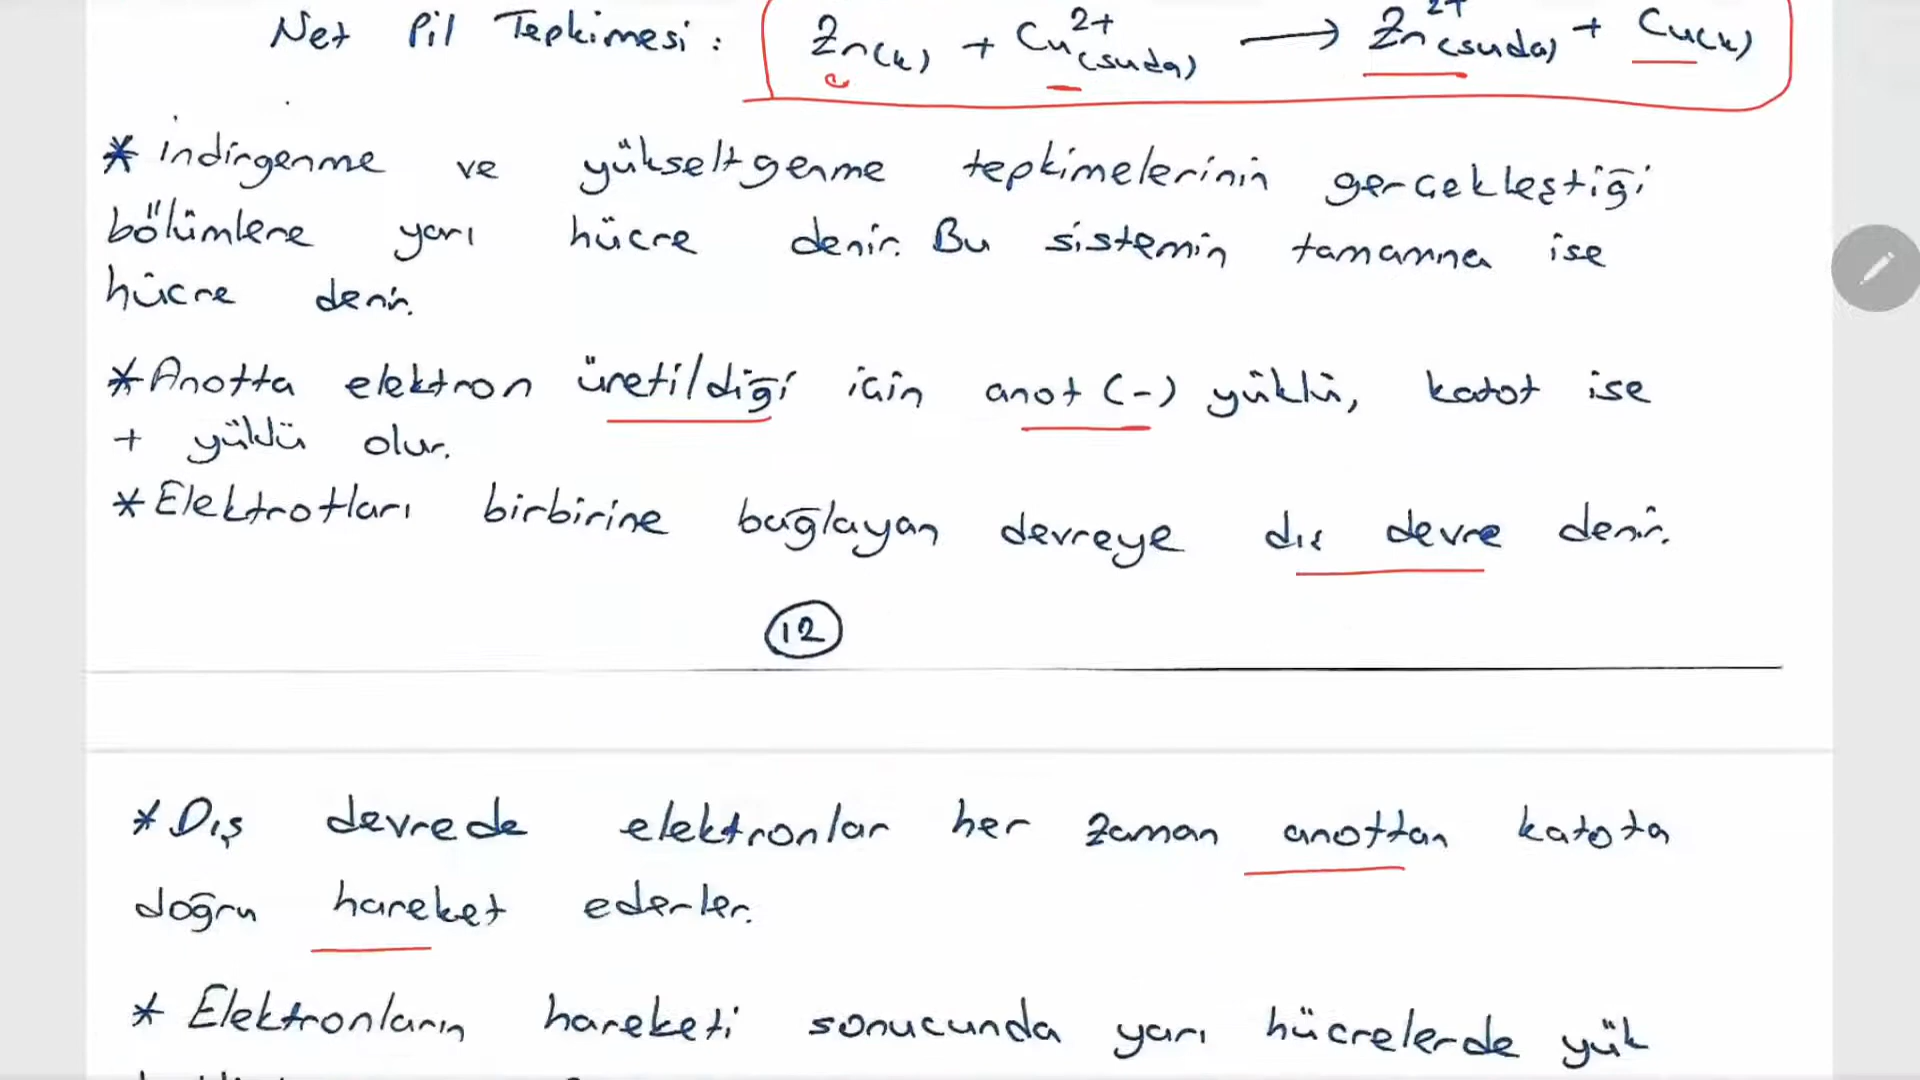 Net Pil Tepkimesi : Zn(k) + Cu²⁺(suda) → Zn²⁺(suda) + Cu(k)
* indirgenme ve yükseltgenme tepkimelerinin gerçekleştiği
bölümlere yarı hücre denir. Bu sistemin tamamına ise
hücre denir.
* Anotta elektron üretildiği için anot (-) yüklü, katot ise
+ yüklü olur.
* Elektrotları birbirine bağlayan devreye dış devre denir.
12
* Dış devrede elektronlar her zaman anottan katota
doğru hareket ederler.
* Elektronların hareketi sonucunda yarı hücrelerde yük